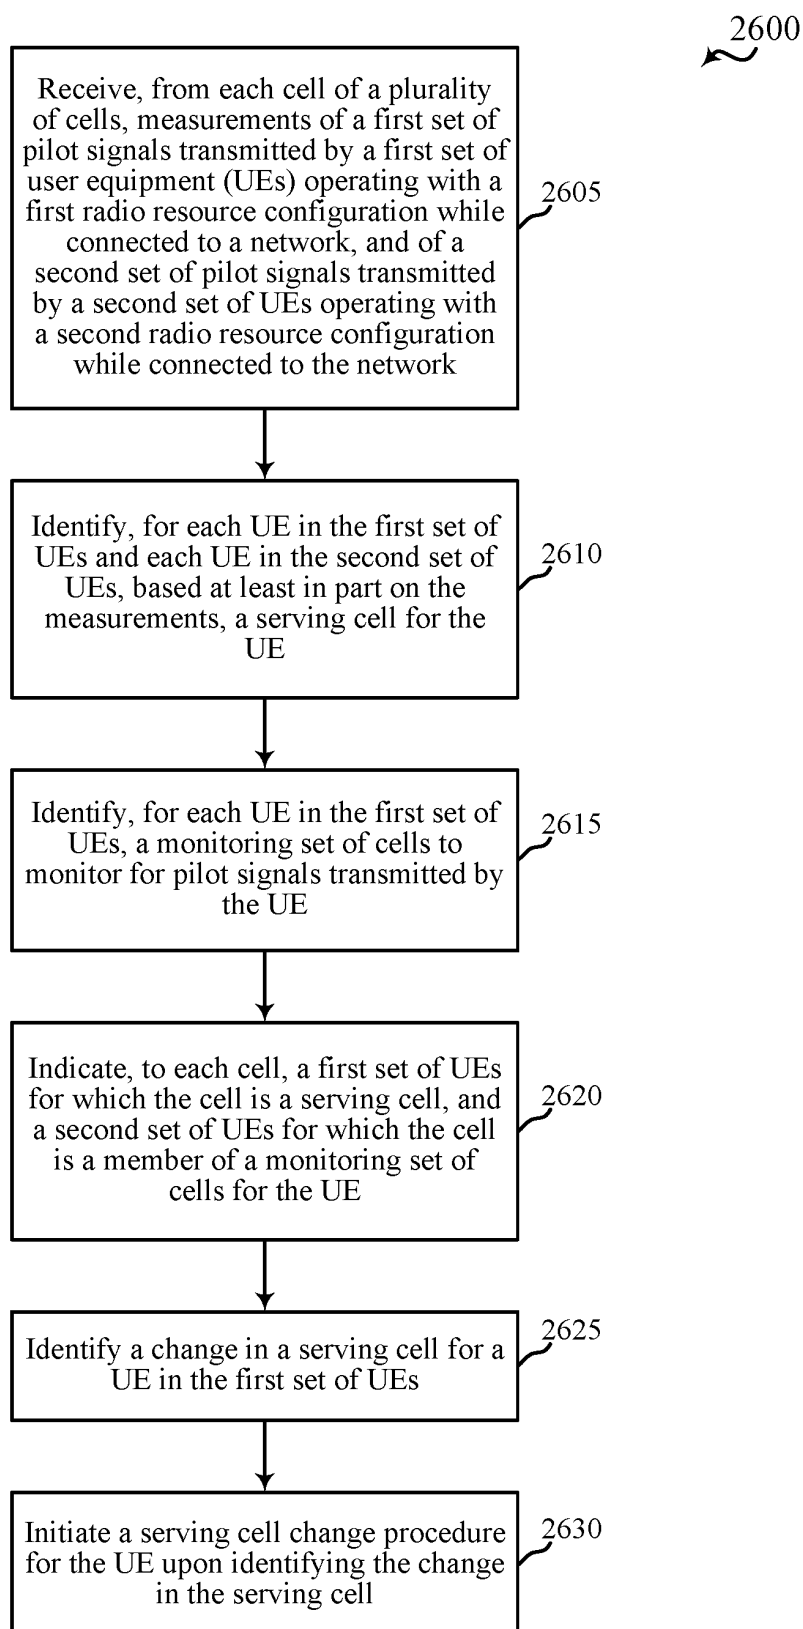 2600
Receive, from each cell of a plurality
of cells, measurements of a first set of
pilot signals transmitted by a first set of
user equipment (UEs) operating with a
first radio resource configuration while
connected to a network, and of a
second set of pilot signals transmitted
by a second set of UEs operating with
a second radio resource configuration
while connected to the network
2605
Identify, for each UE in the first set of
UEs and each UE in the second set of
UEs, based at least in part on the
measurements, a serving cell for the
UE
2610
Identify, for each UE in the first set of
UEs, a monitoring set of cells to
monitor for pilot signals transmitted by
the UE
2615
Indicate, to each cell, a first set of UEs
for which the cell is a serving cell, and
a second set of UEs for which the cell
is a member of a monitoring set of
cells for the UE
2620
Identify a change in a serving cell for a
UE in the first set of UEs
2625
Initiate a serving cell change procedure
for the UE upon identifying the change
in the serving cell
2630